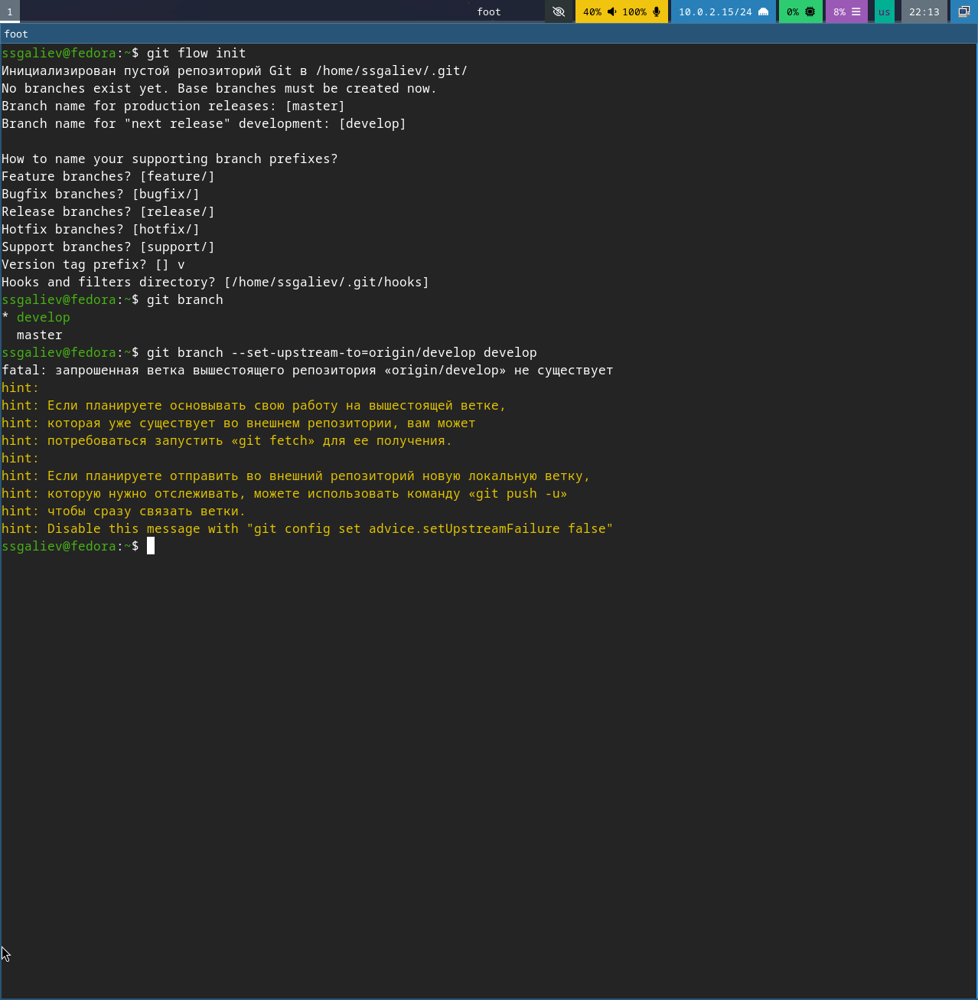 1 foot 40% 100% 10.0.2.15/24 0% 8% us 22:13
foot
ssgaliev@fedora:~$ git flow init
Инициализирован пустой репозиторий Git в /home/ssgaliev/.git/
No branches exist yet. Base branches must be created now.
Branch name for production releases: [master]
Branch name for "next release" development: [develop]
How to name your supporting branch prefixes?
Feature branches? [feature/]
Bugfix branches? [bugfix/]
Release branches? [release/]
Hotfix branches? [hotfix/]
Support branches? [support/]
Version tag prefix? [] v
Hooks and filters directory? [/home/ssgaliev/.git/hooks]
ssgaliev@fedora:~$ git branch
* develop
  master
ssgaliev@fedora:~$ git branch --set-upstream-to=origin/develop develop
fatal: запрошенная ветка вышестоящего репозитория «origin/develop» не существует
hint:
hint: Если планируете основывать свою работу на вышестоящей ветке,
hint: которая уже существует во внешнем репозитории, вам может
hint: потребоваться запустить «git fetch» для ее получения.
hint:
hint: Если планируете отправить во внешний репозиторий новую локальную ветку,
hint: которую нужно отслеживать, можете использовать команду «git push -u»
hint: чтобы сразу связать ветки.
hint: Disable this message with "git config set advice.setUpstreamFailure false"
ssgaliev@fedora:~$